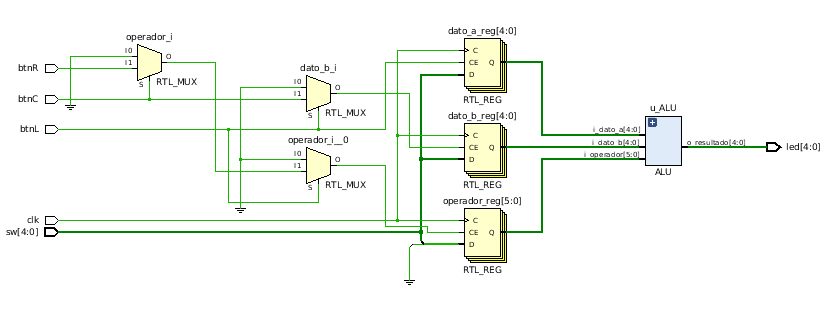 operador_i
I0
I1
O
S
RTL_MUX
dato_b_i
I0
I1
O
S
RTL_MUX
operador_i__0
I0
I1
O
S
RTL_MUX
btnR
btnC
btnL
clk
sw[4:0]
dato_a_reg[4:0]
C
CE
D
Q
RTL_REG
dato_b_reg[4:0]
C
CE
D
Q
RTL_REG
operador_reg[5:0]
C
CE
D
Q
RTL_REG
u_ALU
i_dato_a[4:0]
i_dato_b[4:0]
i_operador[5:0]
o_resultado[4:0]
ALU
led[4:0]